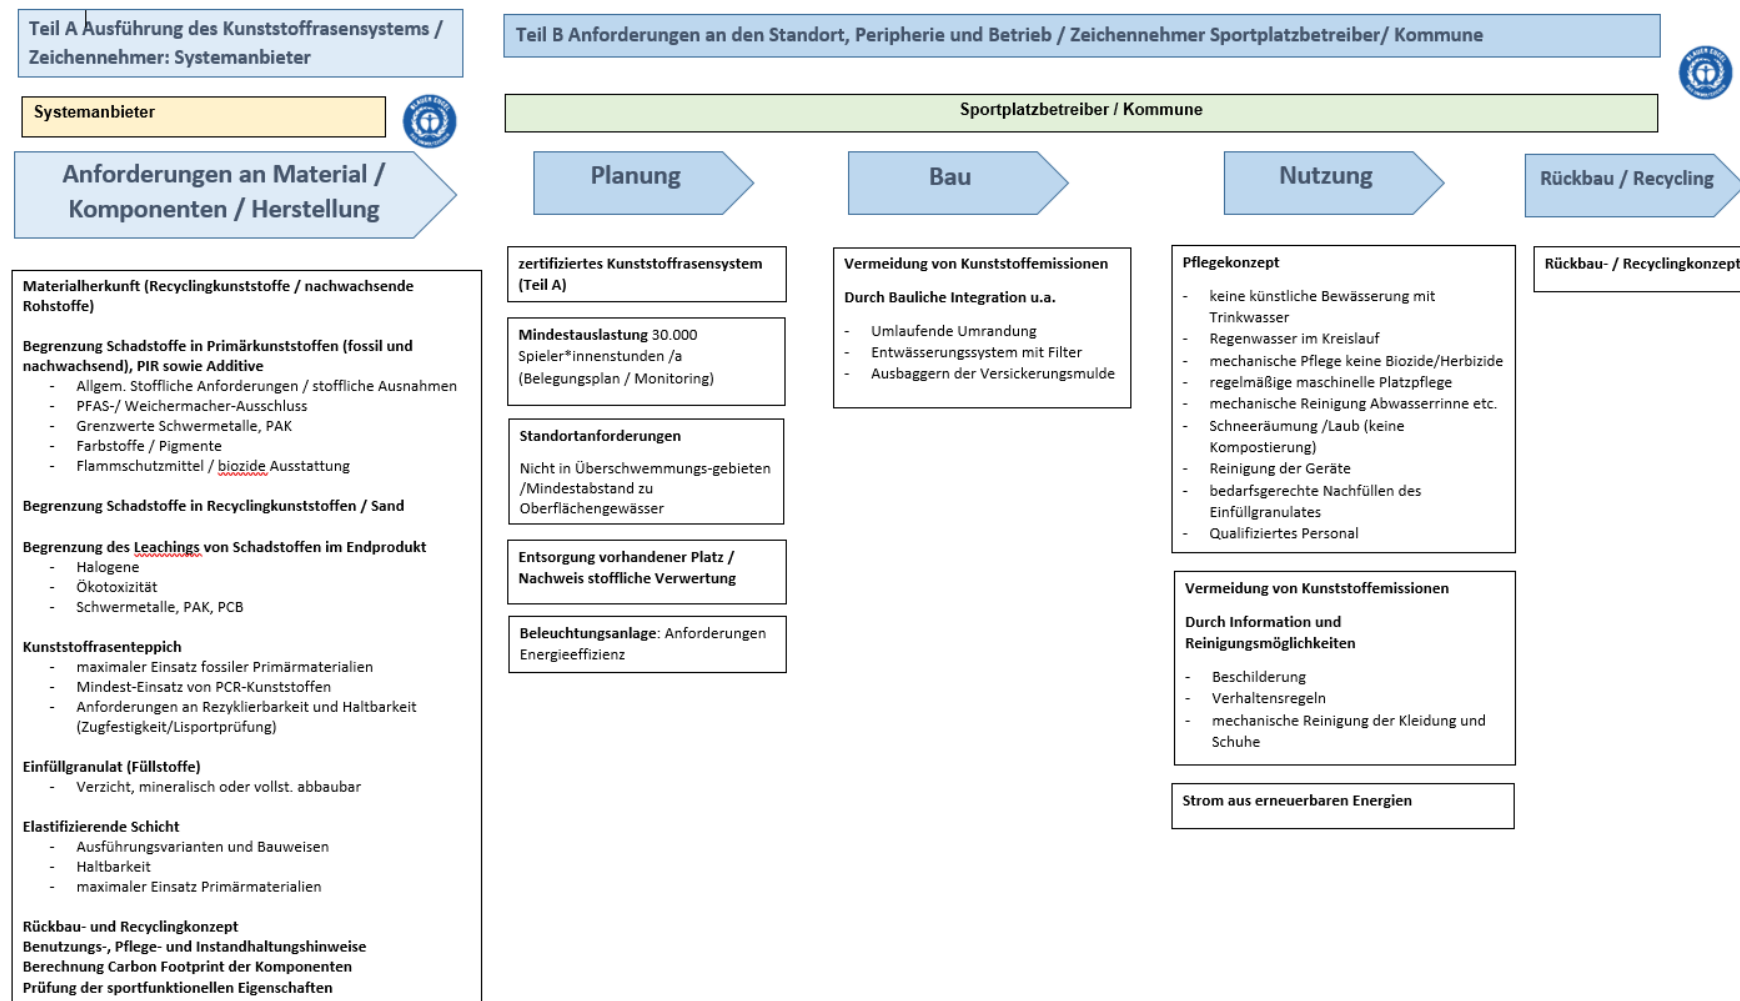 Teil A Ausführung des Kunststoffrasensystems /
Zeichennehmer: Systemanbieter
Systemanbieter
BLAUER ENGEL
Anforderungen an Material /
Komponenten / Herstellung
Materialherkunft (Recyclingkunststoffe / nachwachsende
Rohstoffe)
Begrenzung Schadstoffe in Primärkunststoffen (fossil und
nachwachsend), PIR sowie Additive
- Allgem. Stoffliche Anforderungen / stoffliche Ausnahmen
- PFAS-/ Weichermacher-Ausschluss
- Grenzwerte Schwermetalle, PAK
- Farbstoffe / Pigmente
- Flammschutzmittel / biozide Ausstattung
Begrenzung Schadstoffe in Recyclingkunststoffen / Sand
Begrenzung des Leachings von Schadstoffen im Endprodukt
- Halogene
- Ökotoxizität
- Schwermetalle, PAK, PCB
Kunststoffrasenteppich
- maximaler Einsatz fossiler Primärmaterialien
- Mindest-Einsatz von PCR-Kunststoffen
- Anforderungen an Rezyklierbarkeit und Haltbarkeit
(Zugfestigkeit/Lisportprüfung)
Einfüllgranulat (Füllstoffe)
- Verzicht, mineralisch oder vollst. abbaubar
Elastifizierende Schicht
- Ausführungsvarianten und Bauweisen
- Haltbarkeit
- maximaler Einsatz Primärmaterialien
Rückbau- und Recyclingkonzept
Benutzungs-, Pflege- und Instandhaltungshinweise
Berechnung Carbon Footprint der Komponenten
Prüfung der sportfunktionellen Eigenschaften
Teil B Anforderungen an den Standort, Peripherie und Betrieb / Zeichennehmer Sportplatzbetreiber/ Kommune
BLAUER ENGEL
Sportplatzbetreiber / Kommune
Planung
zertifiziertes Kunststoffrasensystem
(Teil A)
Mindestauslastung 30.000
Spieler*innenstunden /a
(Belegungsplan / Monitoring)
Standortanforderungen
Nicht in Überschwemmungs-gebieten
/Mindestabstand zu
Oberflächengewässer
Entsorgung vorhandener Platz /
Nachweis stoffliche Verwertung
Beleuchtungsanlage: Anforderungen
Energieeffizienz
Bau
Vermeidung von Kunststoffemissionen
Durch Bauliche Integration u.a.
- Umlaufende Umrandung
- Entwässerungssystem mit Filter
- Ausbaggern der Versickerungsmulde
Nutzung
Pflegekonzept
- keine künstliche Bewässerung mit
Trinkwasser
- Regenwasser im Kreislauf
- mechanische Pflege keine Biozide/Herbizide
- regelmäßige maschinelle Platzpflege
- mechanische Reinigung Abwasserrinne etc.
- Schneeräumung /Laub (keine
Kompostierung)
- Reinigung der Geräte
- bedarfsgerechte Nachfüllen des
Einfüllgranulates
- Qualifiziertes Personal
Vermeidung von Kunststoffemissionen
Durch Information und
Reinigungsmöglichkeiten
- Beschilderung
- Verhaltensregeln
- mechanische Reinigung der Kleidung und
Schuhe
Strom aus erneuerbaren Energien
Rückbau / Recycling
Rückbau- / Recyclingkonzept